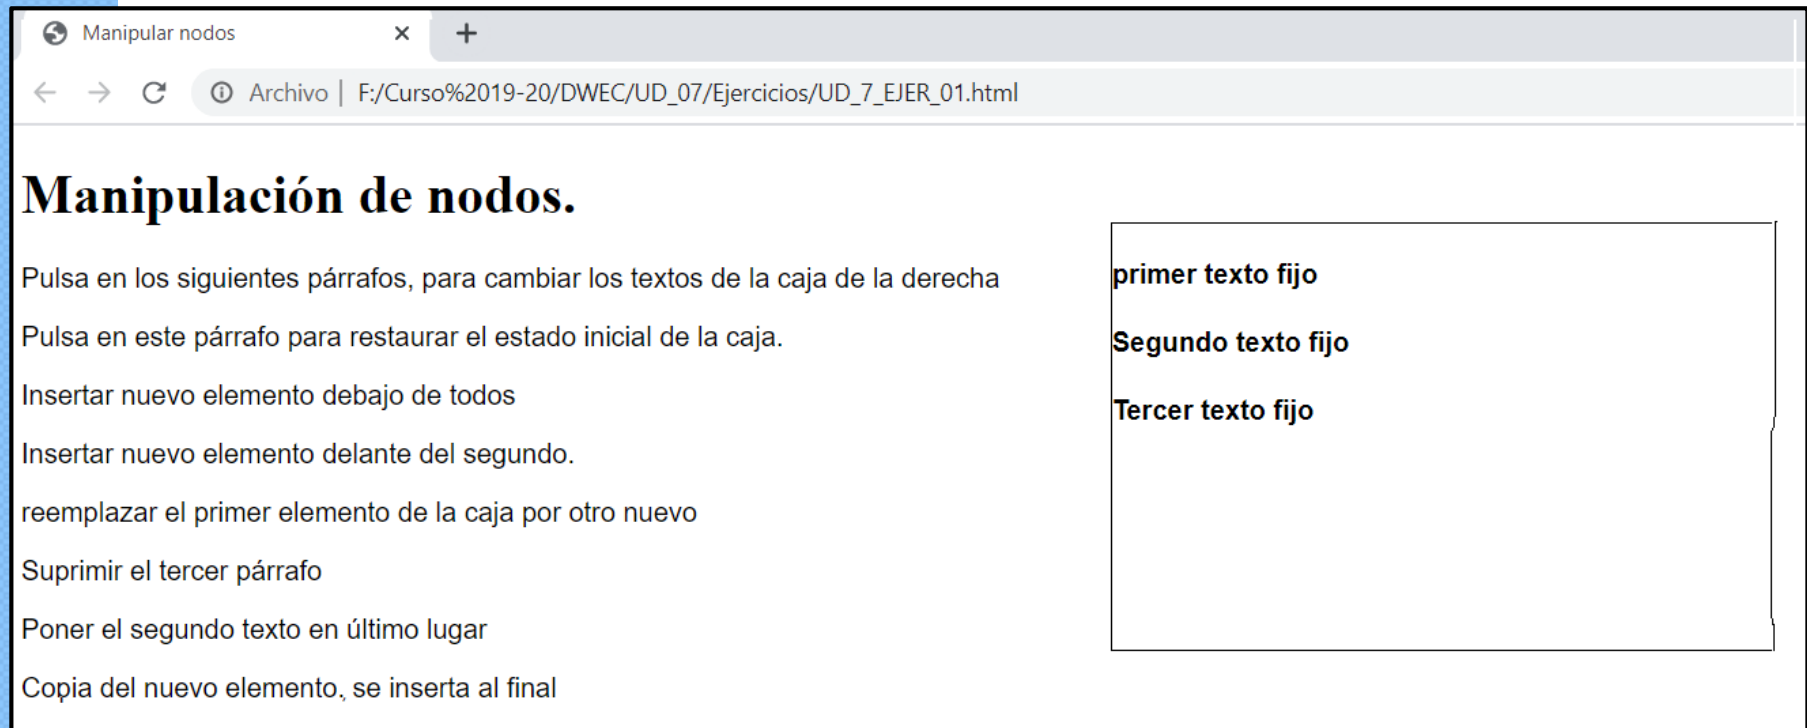 Manipular nodos
Archivo | F:/Curso%2019-20/DWEC/UD_07/Ejercicios/UD_7_EJER_01.html
Manipulación de nodos.
Pulsa en los siguientes párrafos, para cambiar los textos de la caja de la derecha
Pulsa en este párrafo para restaurar el estado inicial de la caja.
Insertar nuevo elemento debajo de todos
Insertar nuevo elemento delante del segundo.
reemplazar el primer elemento de la caja por otro nuevo
Suprimir el tercer párrafo
Poner el segundo texto en último lugar
Copia del nuevo elemento., se inserta al final
primer texto fijo
Segundo texto fijo
Tercer texto fijo